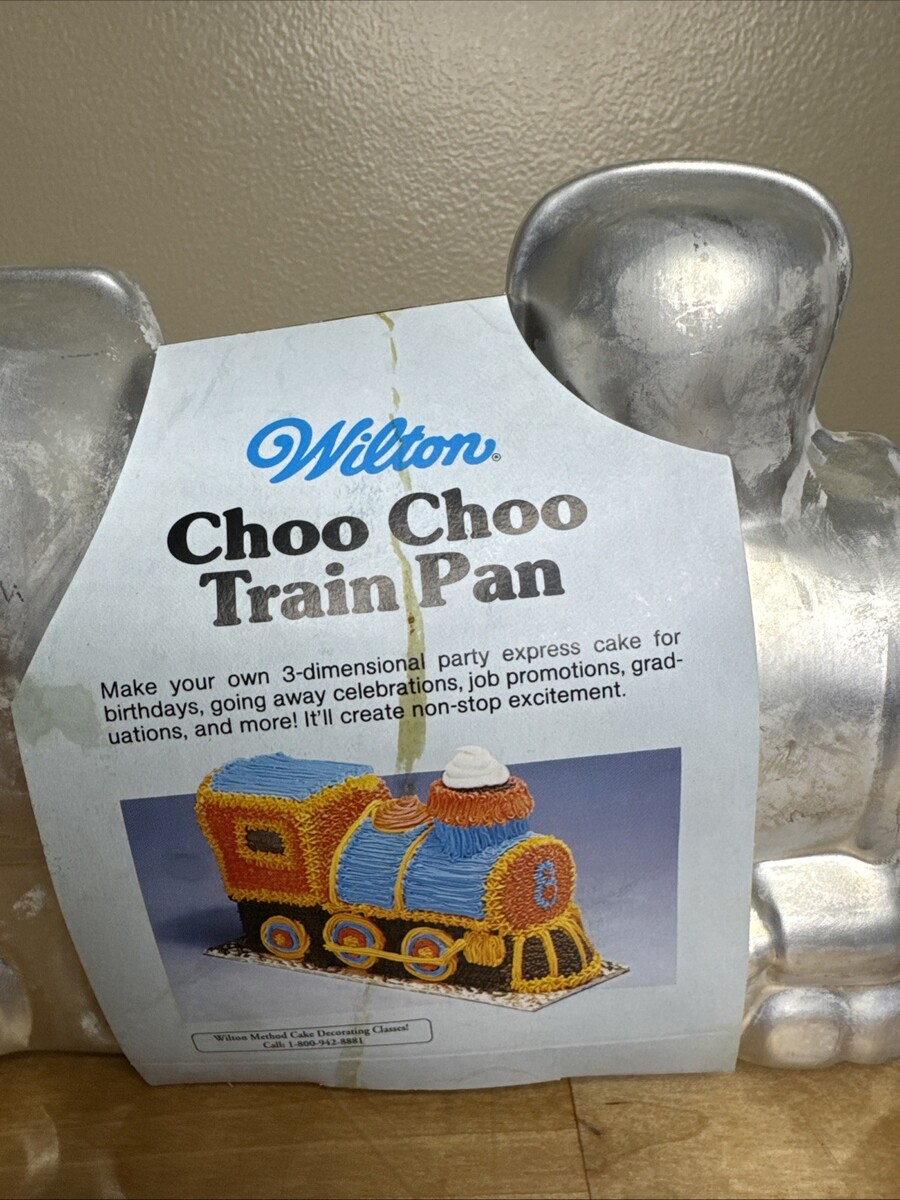 Wilton®
Choo Choo
Train Pan
Make your own 3-dimensional party express cake for
birthdays, going away celebrations, job promotions, grad-
uations, and more! It'll create non-stop excitement.
8
Wilton Method Cake Decorating Classes!
Call: 1-800-942-8881